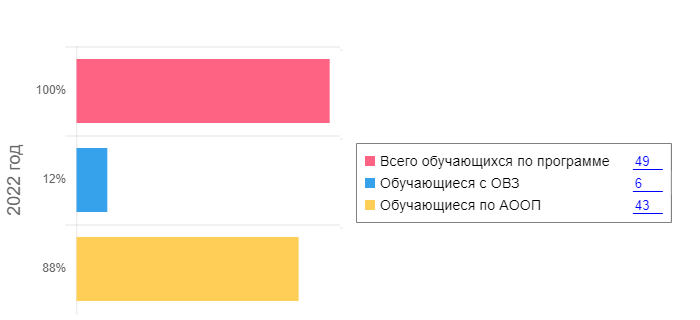 2022 год
100%
12%
88%
Всего обучающихся по программе 49
Обучающиеся с ОВЗ 6
Обучающиеся по АООП 43